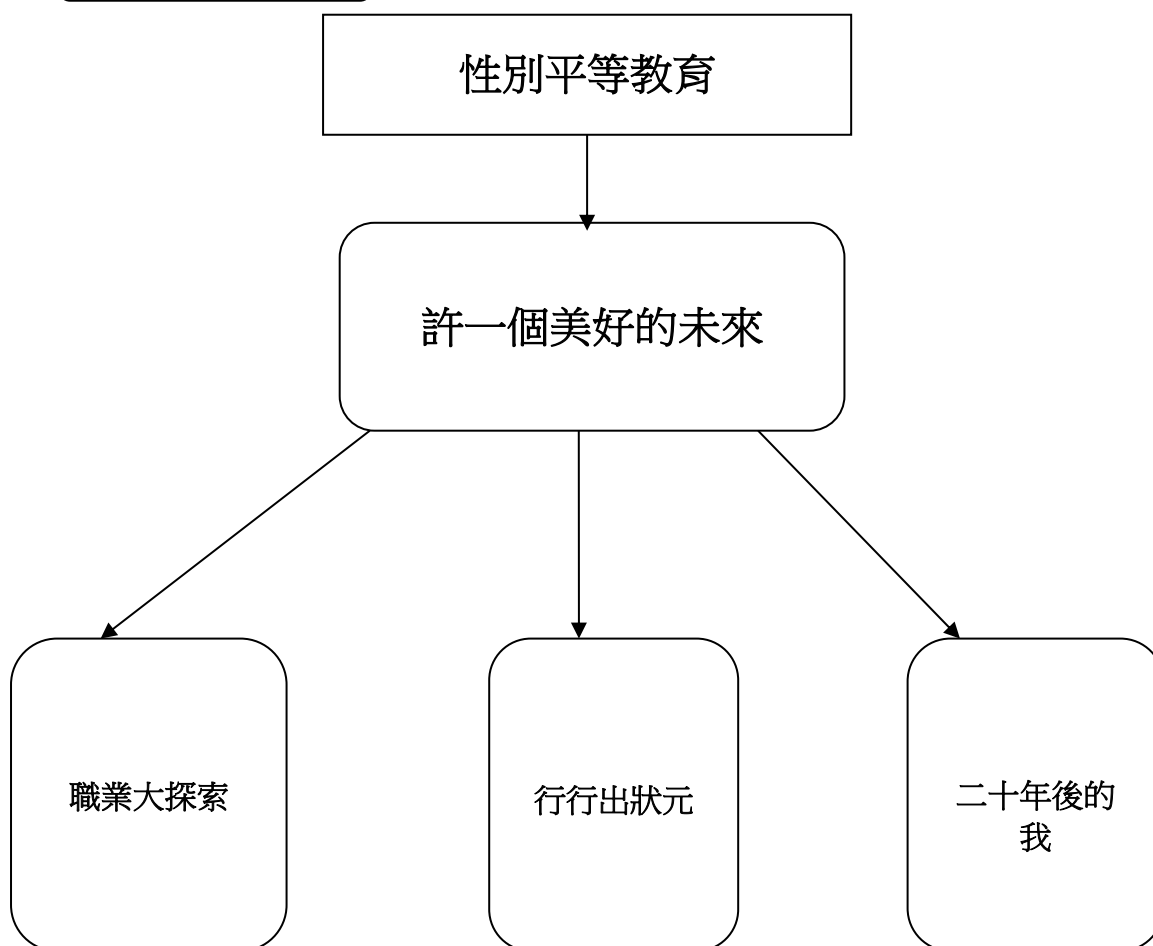 性別平等教育
許一個美好的未來
職業大探索
行行出狀元
二十年後的
我